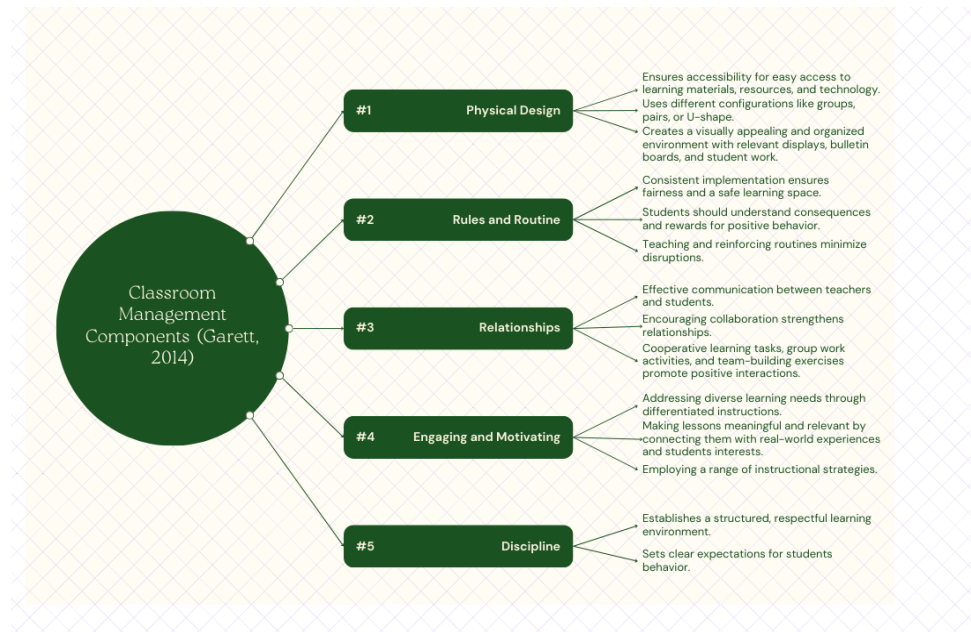 Classroom
Management
Components (Garett,
2014)
#1 Physical Design
Ensures accessibility for easy access to
learning materials, resources, and technology.
Uses different configurations like groups,
pairs, or U-shape.
Creates a visually appealing and organized
environment with relevant displays, bulletin
boards, and student work.
#2 Rules and Routine
Consistent implementation ensures
fairness and a safe learning space.
Students should understand consequences
and rewards for positive behavior.
Teaching and reinforcing routines minimize
disruptions.
#3 Relationships
Effective communication between teachers
and students.
Encouraging collaboration strengthens
relationships.
Cooperative learning tasks, group work
activities, and team-building exercises
promote positive interactions.
#4 Engaging and Motivating
Addressing diverse learning needs through
differentiated instructions.
Making lessons meaningful and relevant by
connecting them with real-world experiences
and students interests.
Employing a range of instructional strategies.
#5 Discipline
Establishes a structured, respectful learning
environment.
Sets clear expectations for students
behavior.